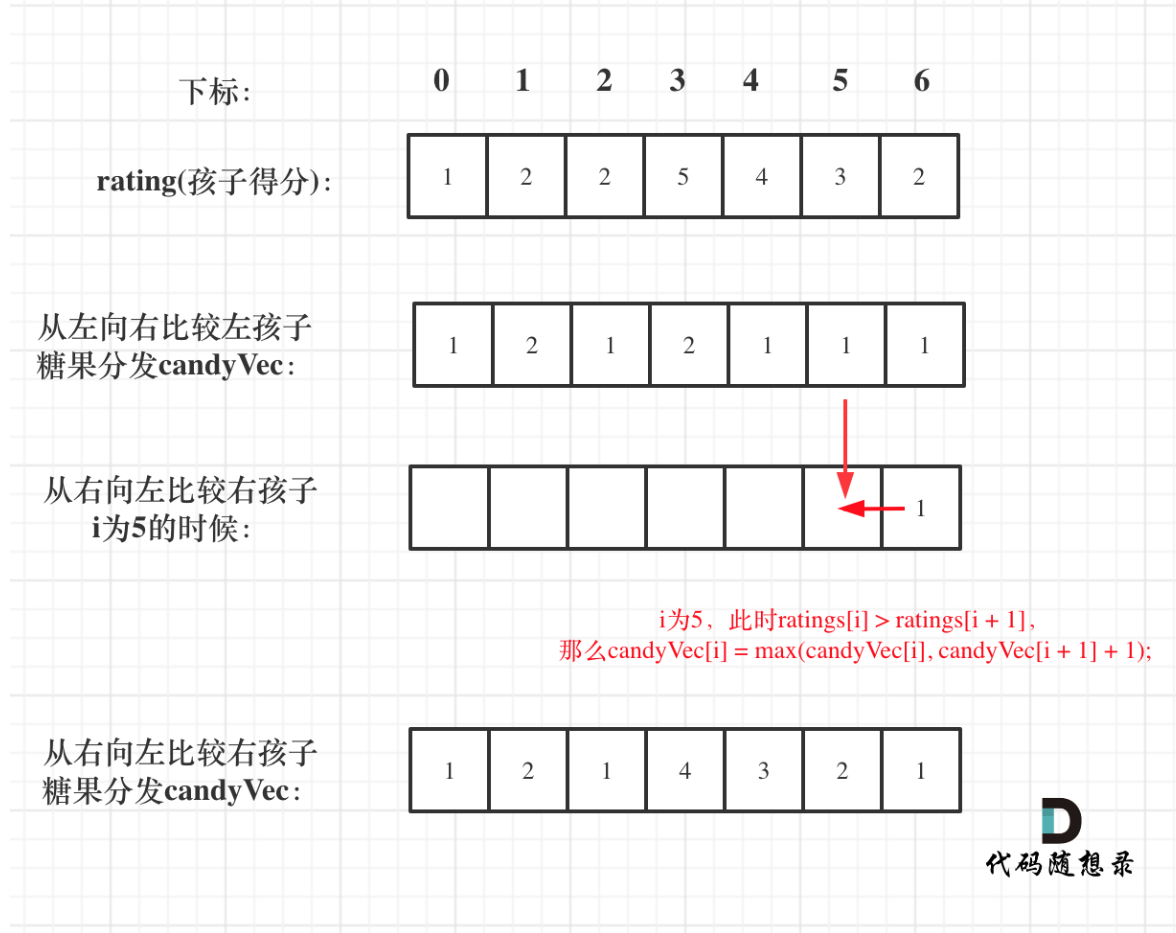 下标: 0 1 2 3 4 5 6
rating(孩子得分): 1 2 2 5 4 3 2
从左向右比较左孩子
糖果分发candyVec: 1 2 1 2 1 1 1
从右向左比较右孩子
i为5的时候: 1
i为5，此时ratings[i] > ratings[i + 1],
那么candyVec[i] = max(candyVec[i], candyVec[i + 1] + 1);
从右向左比较右孩子
糖果分发candyVec: 1 2 1 4 3 2 1
代码随想录